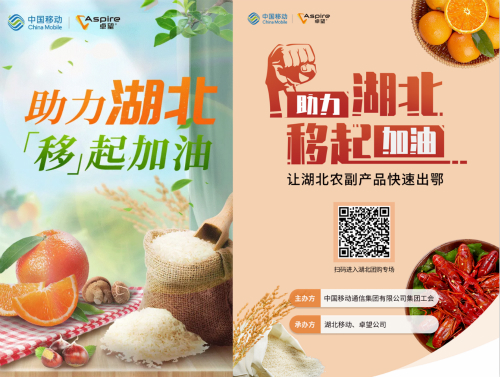 中国移动
China Mobile
Aspire
卓望
助力湖北
「移」起加油
中国移动
China Mobile
Aspire
卓望
助力湖北
移起加油
让湖北农副产品快速出鄂
扫码进入湖北团购专场
主办方 中国移动通信集团有限公司集团工会
承办方 湖北移动、卓望公司